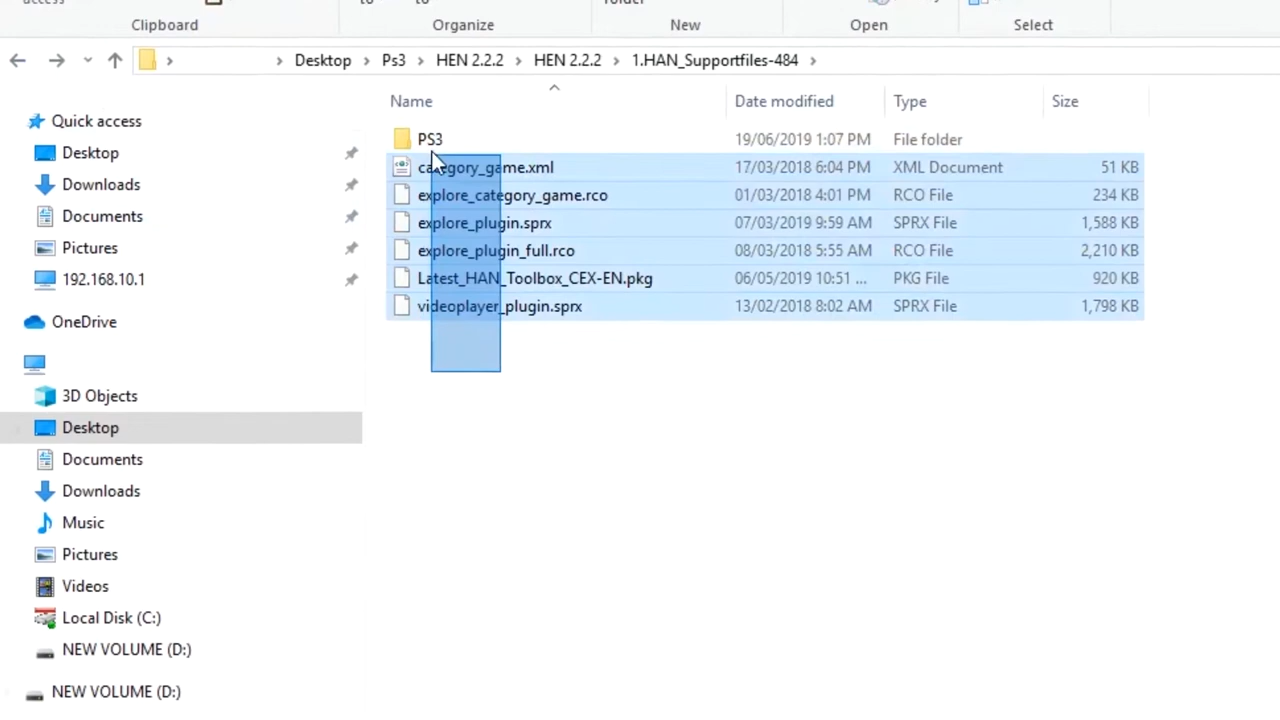 Clipboard Organize New Open Select
Desktop Ps3 HEN 2.2.2 HEN 2.2.2 1.HAN_Supportfiles-484
Name Date modified Type Size
Quick access
Desktop
Downloads
Documents
Pictures
192.168.10.1
OneDrive
3D Objects
Desktop
Documents
Downloads
Music
Pictures
Videos
Local Disk (C:)
NEW VOLUME (D:)
NEW VOLUME (D:)
PS3 19/06/2019 1:07 PM File folder
category_game.xml 17/03/2018 6:04 PM XML Document 51 KB
explore_category_game.rco 01/03/2018 4:01 PM RCO File 234 KB
explore_plugin.sprx 07/03/2019 9:59 AM SPRX File 1,588 KB
explore_plugin_full.rco 08/03/2018 5:55 AM RCO File 2,210 KB
Latest_HAN_Toolbox_CEX-EN.pkg 06/05/2019 10:51 ... PKG File 920 KB
videoplayer_plugin.sprx 13/02/2018 8:02 AM SPRX File 1,798 KB